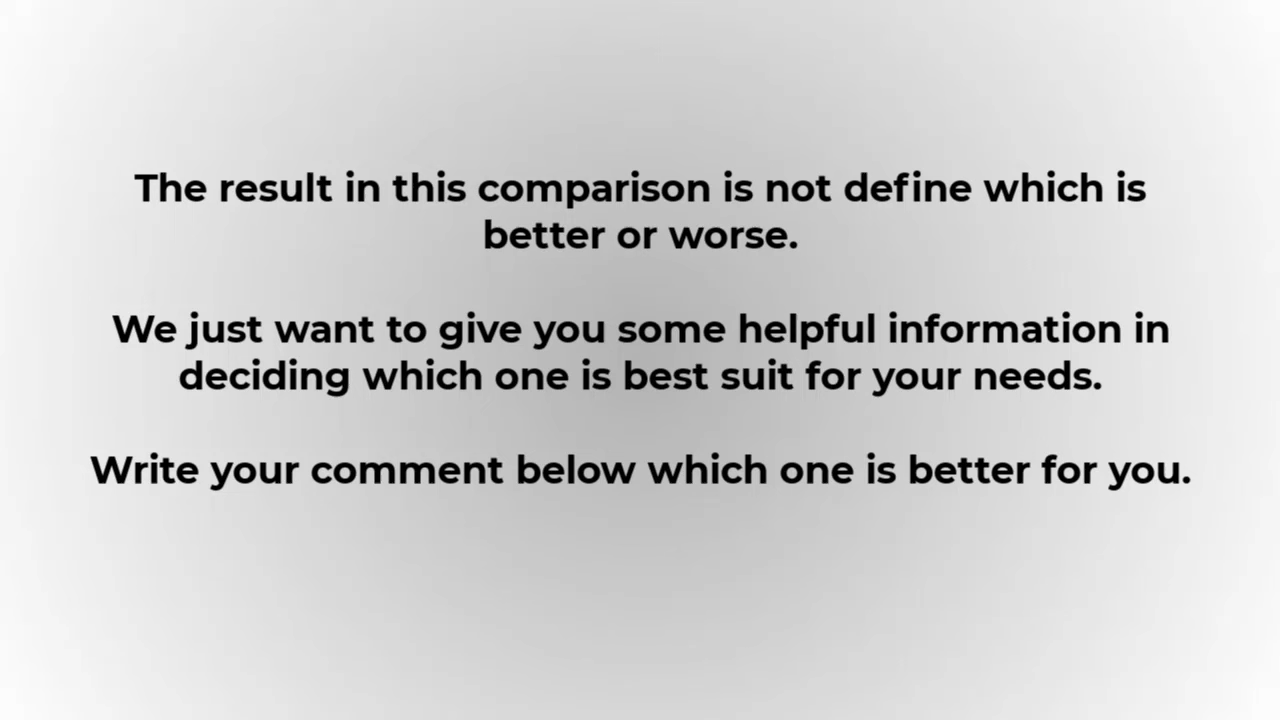 The result in this comparison is not define which is
better or worse.
We just want to give you some helpful information in
deciding which one is best suit for your needs.
Write your comment below which one is better for you.